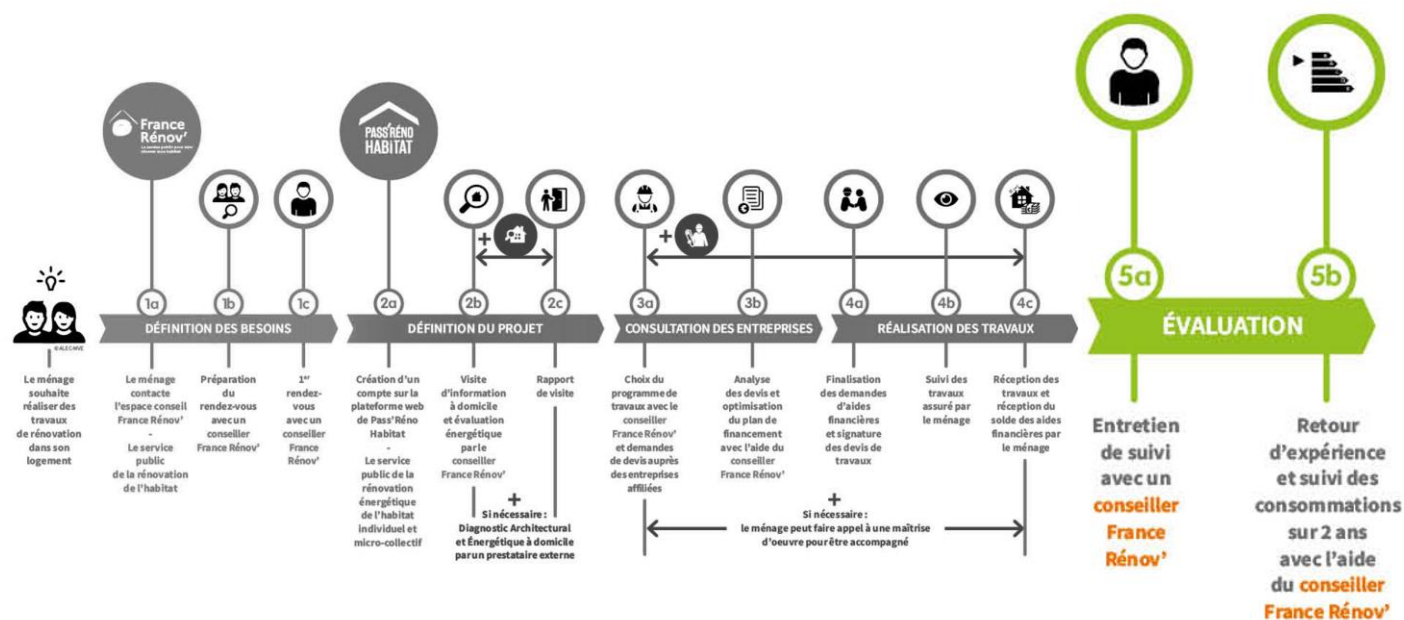 France
Rénov'
PASS'RÉNO
HABITAT
©ALEC MVE
1a
1b
1c
DÉFINITION DES BESOINS
2a
2b
2c
DÉFINITION DU PROJET
3a
3b
CONSULTATION DES ENTREPRISES
4a
4b
4c
RÉALISATION DES TRAVAUX
5a
5b
ÉVALUATION
+
+
Le ménage
souhaite
réaliser des
travaux
de rénovation
dans son
logement
Le ménage
contacte
l'espace conseil
France Rénov'
-
Le service
public
de la rénovation
de l'habitat
Préparation
du
rendez-vous
avec un
conseiller
France Rénov'
1er
rendez-
vous
avec un
conseiller
France
Rénov'
Création d'un
compte sur la
plateforme web
de Pass'Réno
Habitat
-
Le service
public de la
rénovation
énergétique
de l'habitat
individuel et
micro-collectif
Visite
d'information
à domicile
et évaluation
énergétique
par le
conseiller
France Rénov'
Rapport
de visite
+
Si nécessaire :
Diagnostic Architectural
et Énergétique à domicile
par un prestataire externe
Choix du
programme de
travaux avec le
conseiller
France Rénov'
et demandes
de devis auprès
des entreprises
affiliées
Analyse
des devis et
optimisation
du plan de
financement
avec l'aide du
conseiller
France Rénov'
Finalisation
des demandes
d'aides
financières
et signature
des devis de
travaux
Suivi des
travaux
assuré par
le ménage
Réception des
travaux et
réception du
solde des aides
financières par
le ménage
+
Si nécessaire :
le ménage peut faire appel à une maîtrise
d'oeuvre pour être accompagné
Entretien
de suivi
avec un
conseiller
France
Rénov'
Retour
d'expérience
et suivi des
consommations
sur 2 ans
avec l'aide
du conseiller
France Rénov'